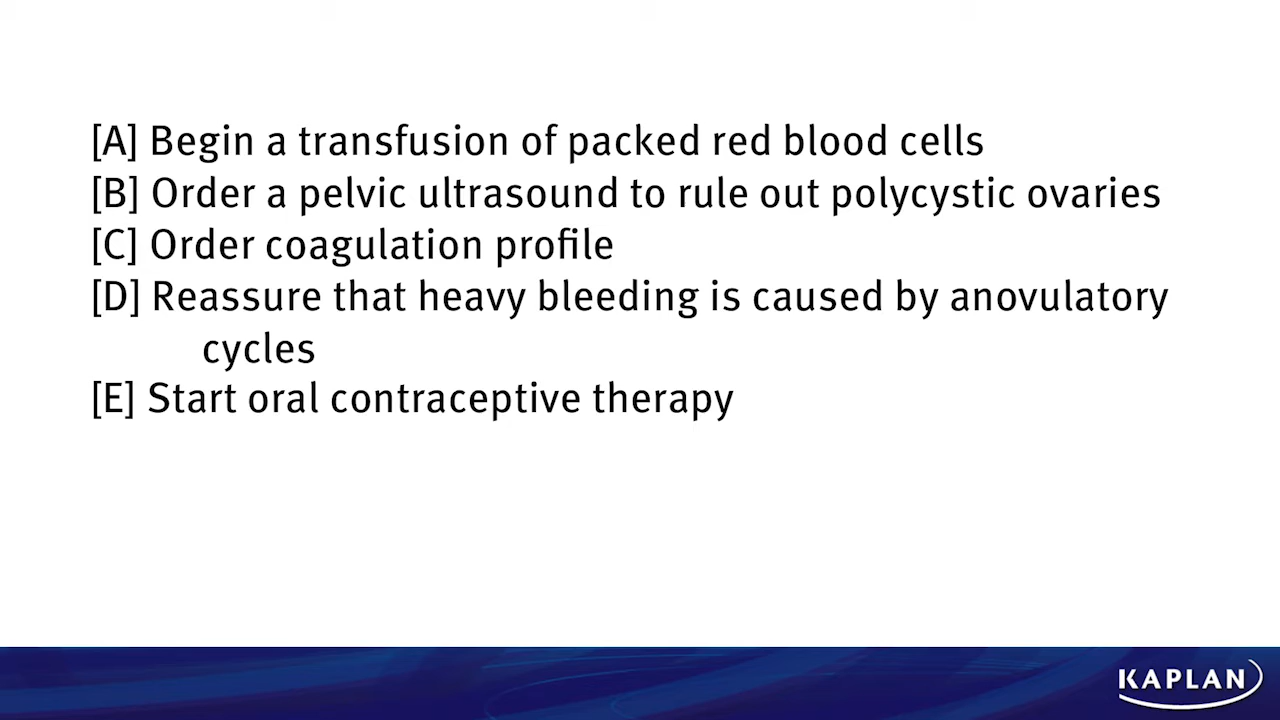 [A] Begin a transfusion of packed red blood cells
[B] Order a pelvic ultrasound to rule out polycystic ovaries
[C] Order coagulation profile
[D] Reassure that heavy bleeding is caused by anovulatory
cycles
[E] Start oral contraceptive therapy
KAPLAN